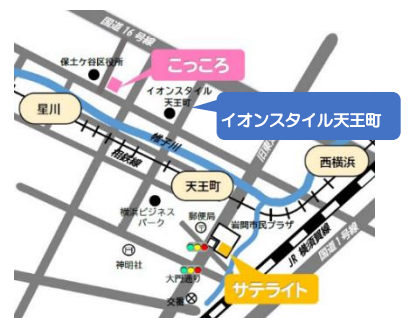 国道16号線
保土ケ谷区役所
こっころ
イオンスタイル
天王町
イオンスタイル天王町
星川
帷子川
相鉄線
旧東
西横浜
天王町
横浜ビジネス
パーク
郵便局
岩間市民プラザ
神明社
大門通り
JR 横須賀線
国道1号線
サテライト
交番